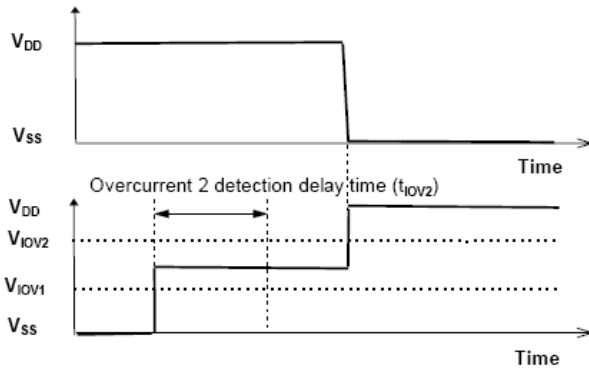 VDD
VSS
Time
Overcurrent 2 detection delay time (tIOV2)
VDD
VIOV2
VIOV1
VSS
Time